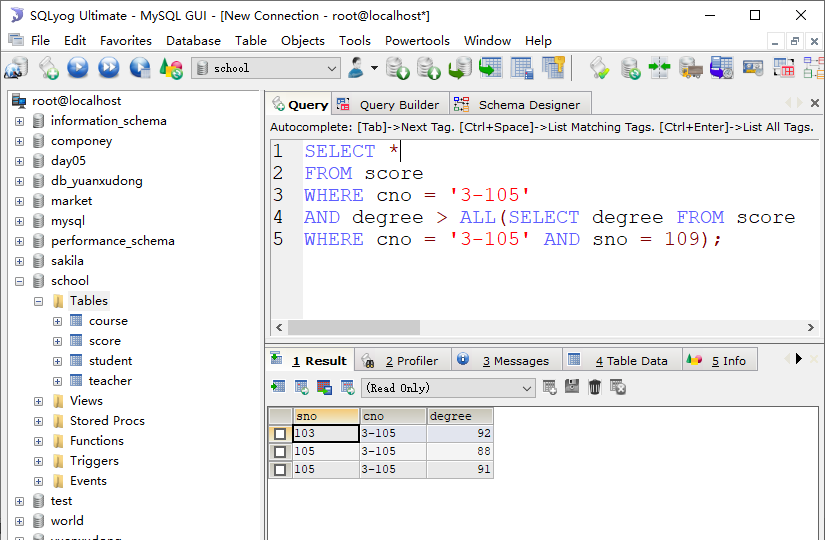 SQLyog Ultimate - MySQL GUI - [New Connection - root@localhost*]
File Edit Favorites Database Table Objects Tools Powertools Window Help
school
root@localhost
information_schema
componey
day05
db_yuanxudong
market
mysql
performance_schema
sakila
school
Tables
course
score
student
teacher
Views
Stored Procs
Functions
Triggers
Events
test
world
Query Query Builder Schema Designer
Autocomplete: [Tab]->Next Tag. [Ctrl+Space]->List Matching Tags. [Ctrl+Enter]->List All Tags.
1 SELECT *
2 FROM score
3 WHERE cno = '3-105'
4 AND degree > ALL(SELECT degree FROM score
5 WHERE cno = '3-105' AND sno = 109);
1 Result 2 Profiler 3 Messages 4 Table Data 5 Info
(Read Only)
sno cno degree
103 3-105 92
105 3-105 88
105 3-105 91